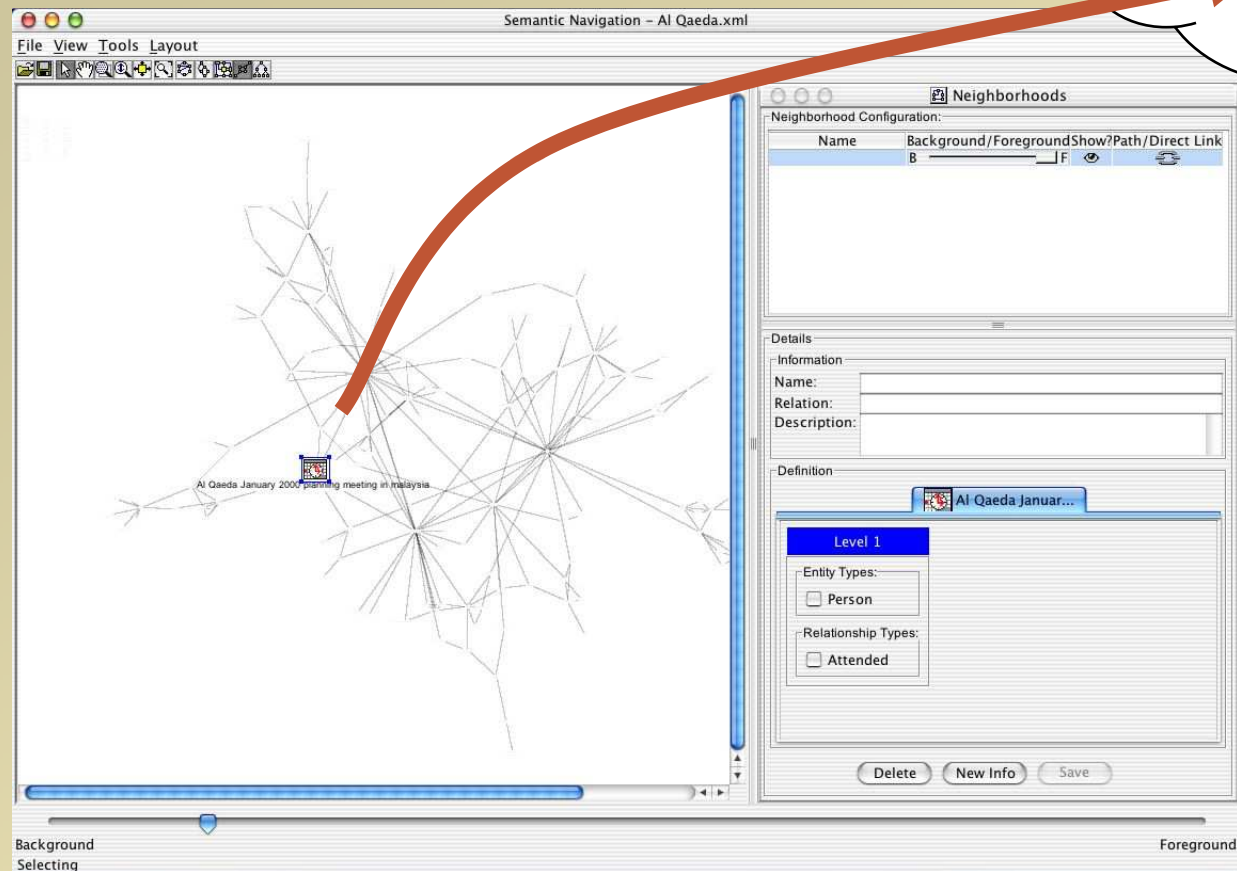 Semantic Navigation – Al Qaeda.xml
File View Tools Layout
Neighborhoods
Neighborhood Configuration:
Name Background/Foreground Show? Path/Direct Link
B F
Details
Information
Name:
Relation:
Description:
Al Qaeda January 2000 planning meeting in malaysia
Definition
Al Qaeda Januar...
Level 1
Entity Types:
Person
Relationship Types:
Attended
Delete New Info Save
Background Foreground
Selecting